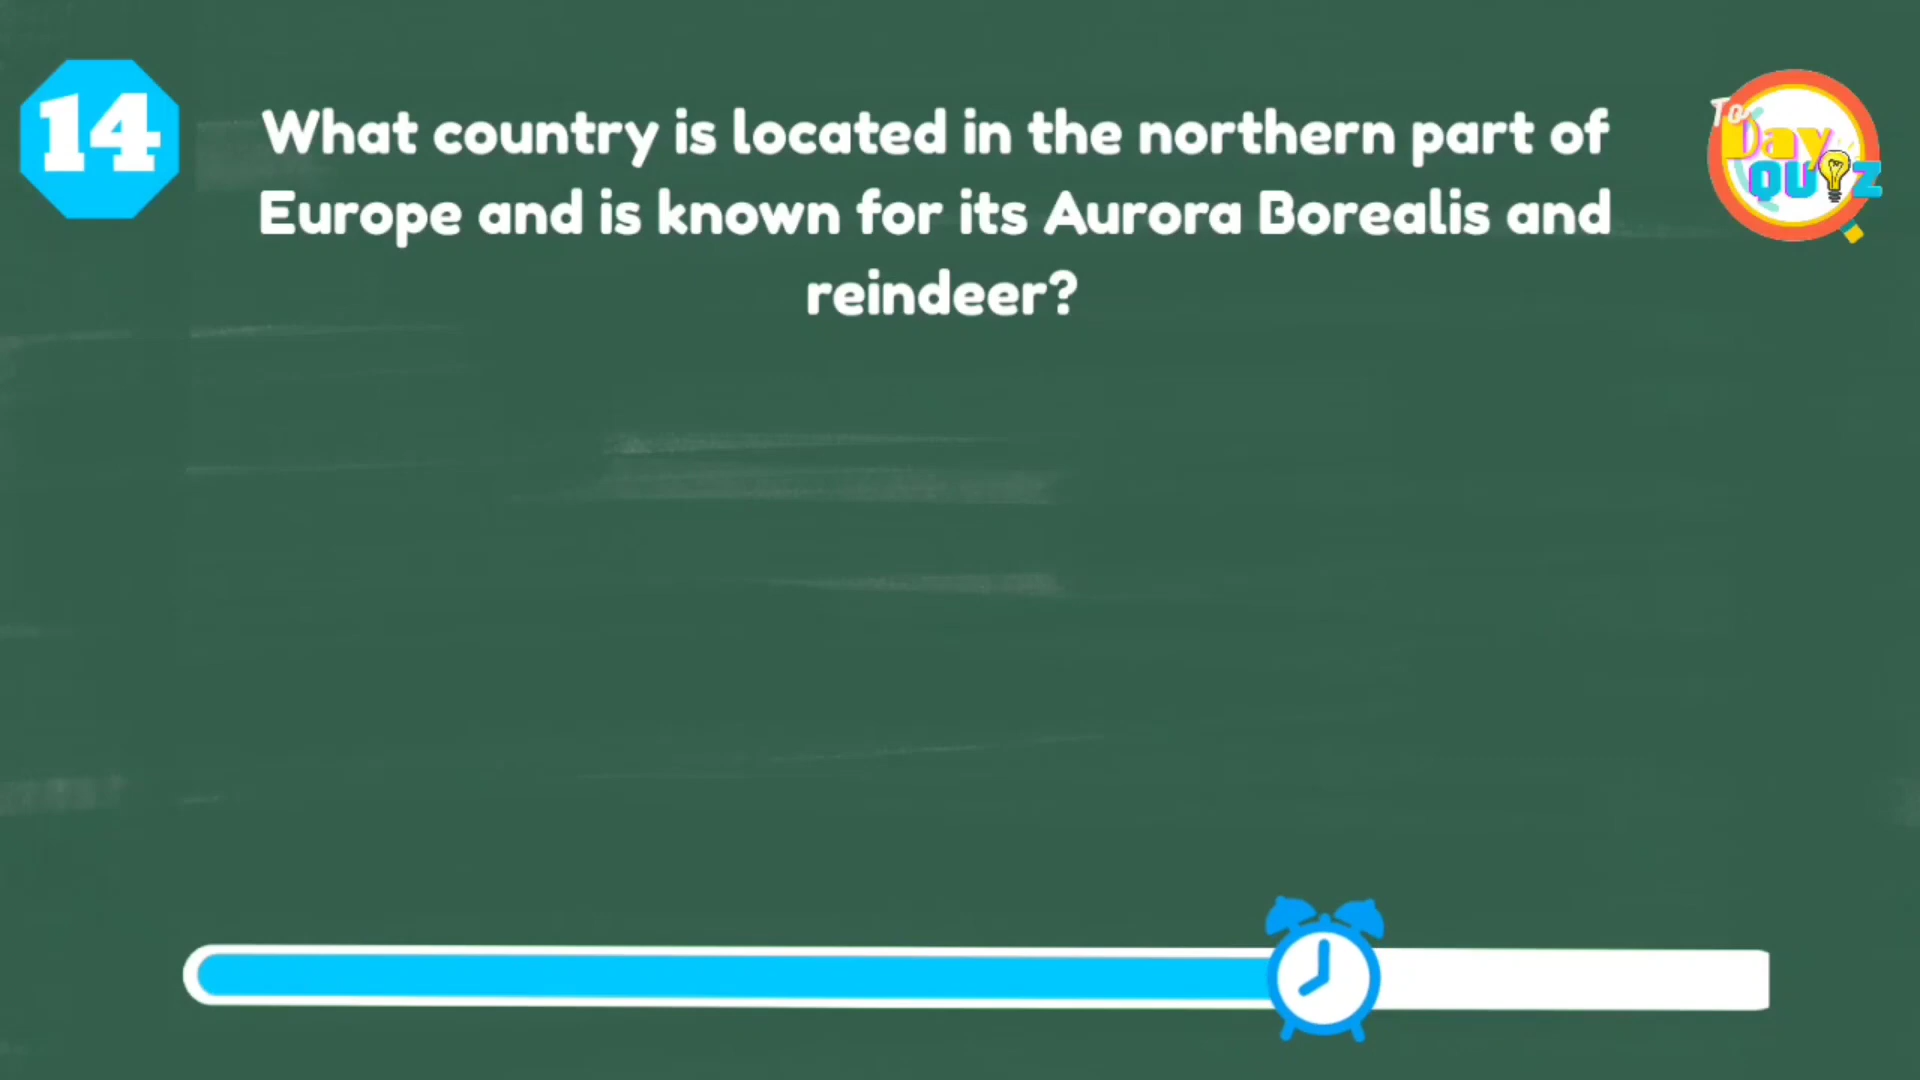 14
What country is located in the northern part of
Europe and is known for its Aurora Borealis and
reindeer?
To
Day
QUIZ